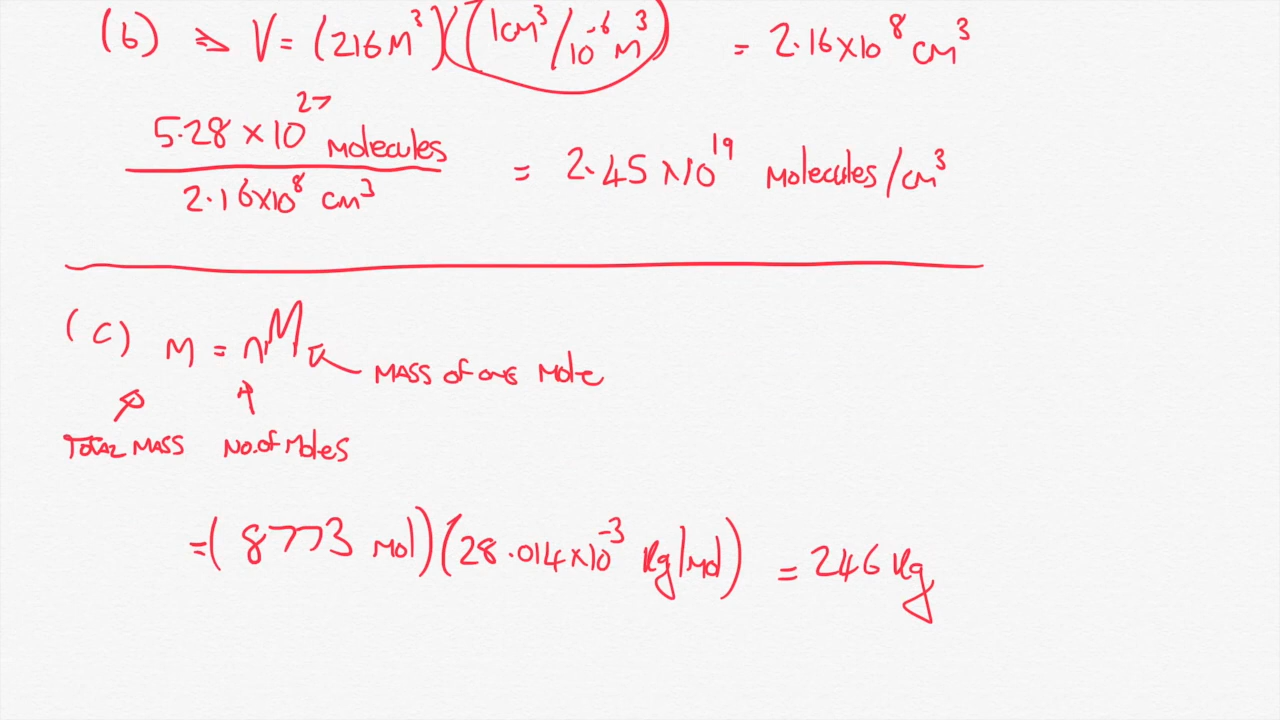 (b) ⇒ V = (216 M³)(1cm³/10⁻⁶ M³) = 2.16×10⁸ cm³
5.28 × 10²⁷ Molecules / 2.16×10⁸ cm³ = 2.45 ×10¹⁹ Molecules/cm³
(c) M = nM ← MASS of one Mole
TOTAL MASS No. of Moles
= (8773 Mol)(28.014×10⁻³ Kg/Mol) = 246 Kg